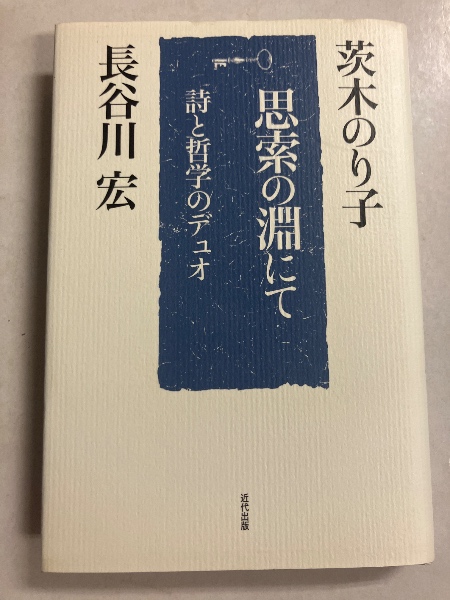 茨木のり子
思索の淵にて
詩と哲学のデュオ
長谷川 宏
近代出版